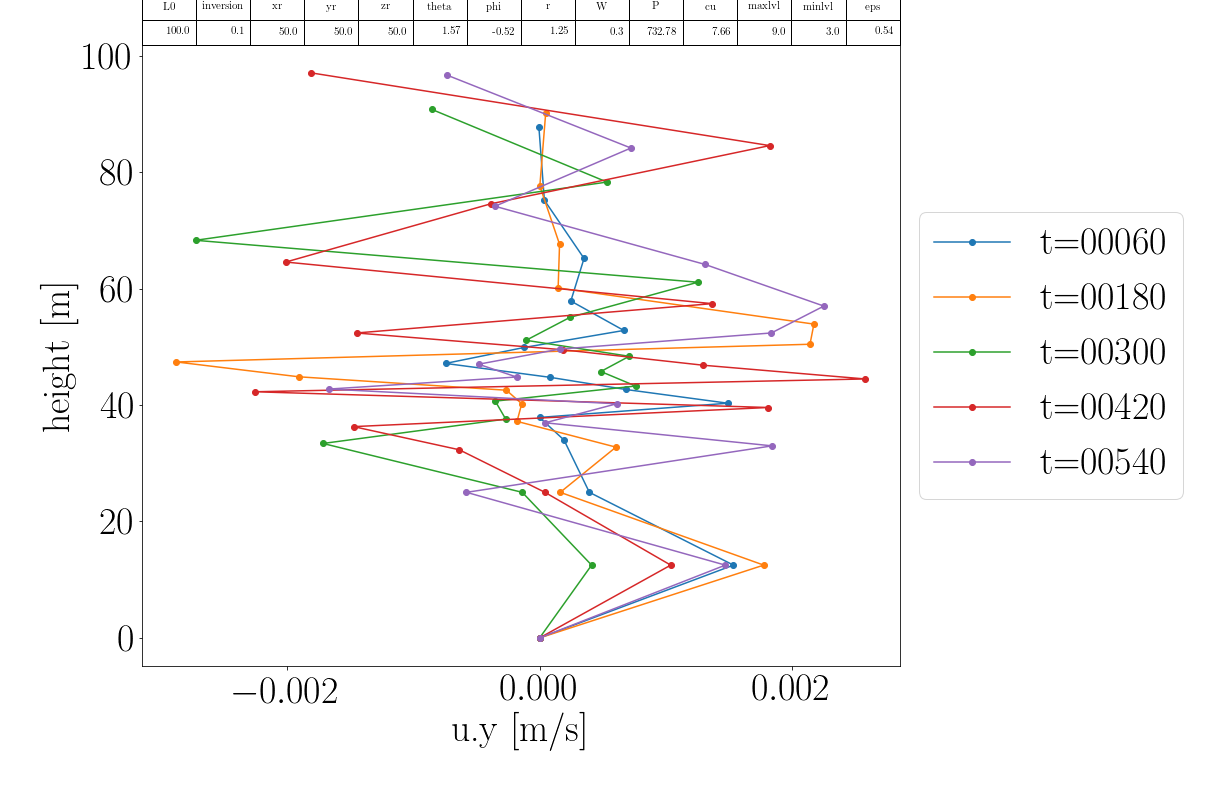 L0 inversion xr yr zr theta phi r W P cu maxlvl minlvl eps
100.0 0.1 50.0 50.0 50.0 1.57 -0.52 1.25 0.3 732.78 7.66 9.0 3.0 0.54
100
80
60
40
20
0
height [m]
−0.002 0.000 0.002
u.y [m/s]
t=00060
t=00180
t=00300
t=00420
t=00540